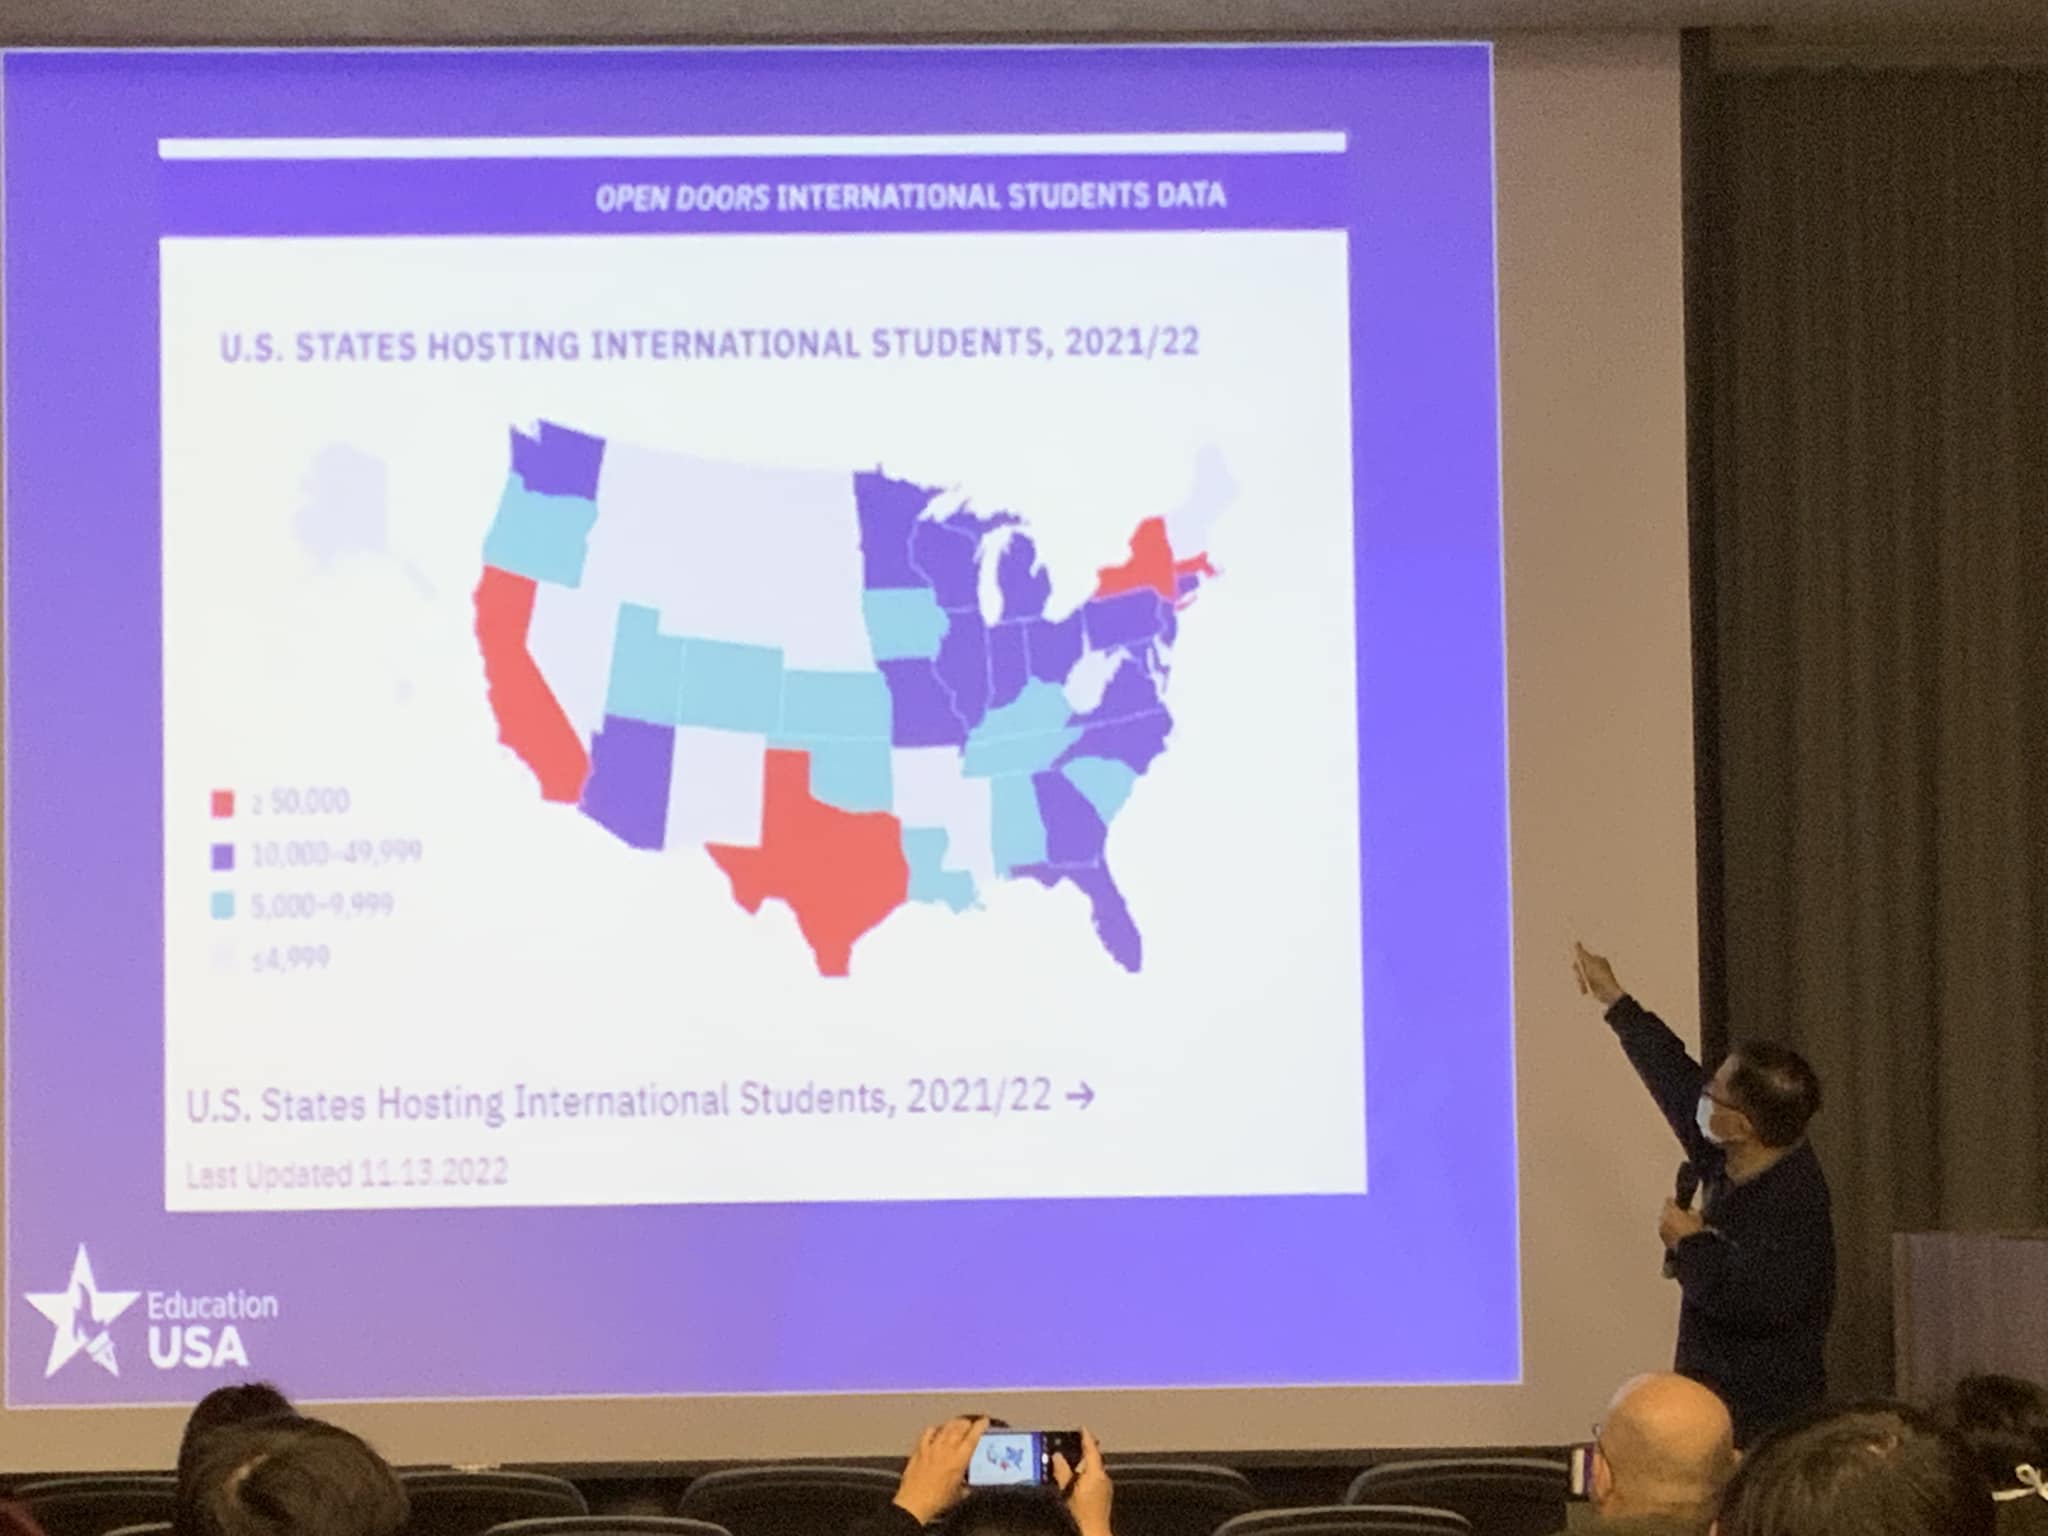 OPEN DOORS INTERNATIONAL STUDENTS DATA
U.S. STATES HOSTING INTERNATIONAL STUDENTS, 2021/22
≥ 50,000
10,000–49,999
5,000–9,999
≤4,999
U.S. States Hosting International Students, 2021/22 →
Last Updated 11.13.2022
Education
USA